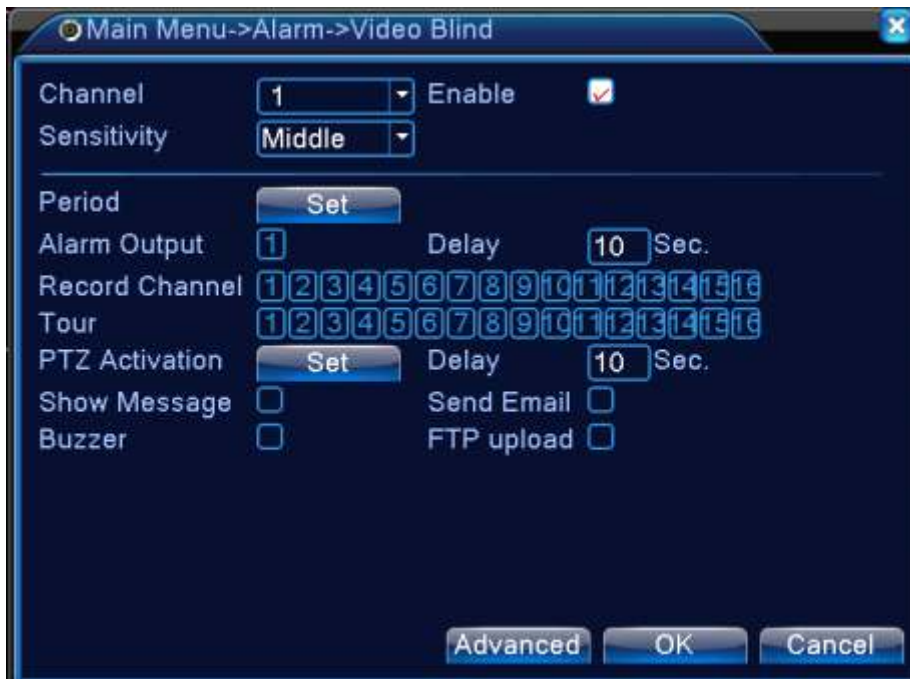 Main Menu->Alarm->Video Blind
Channel 1 Enable
Sensitivity Middle
Period Set
Alarm Output 1 Delay 10 Sec.
Record Channel 1 2 3 4 5 6 7 8 9 10 11 12 13 14 15 16
Tour 1 2 3 4 5 6 7 8 9 10 11 12 13 14 15 16
PTZ Activation Set Delay 10 Sec.
Show Message Send Email
Buzzer FTP upload
Advanced OK Cancel